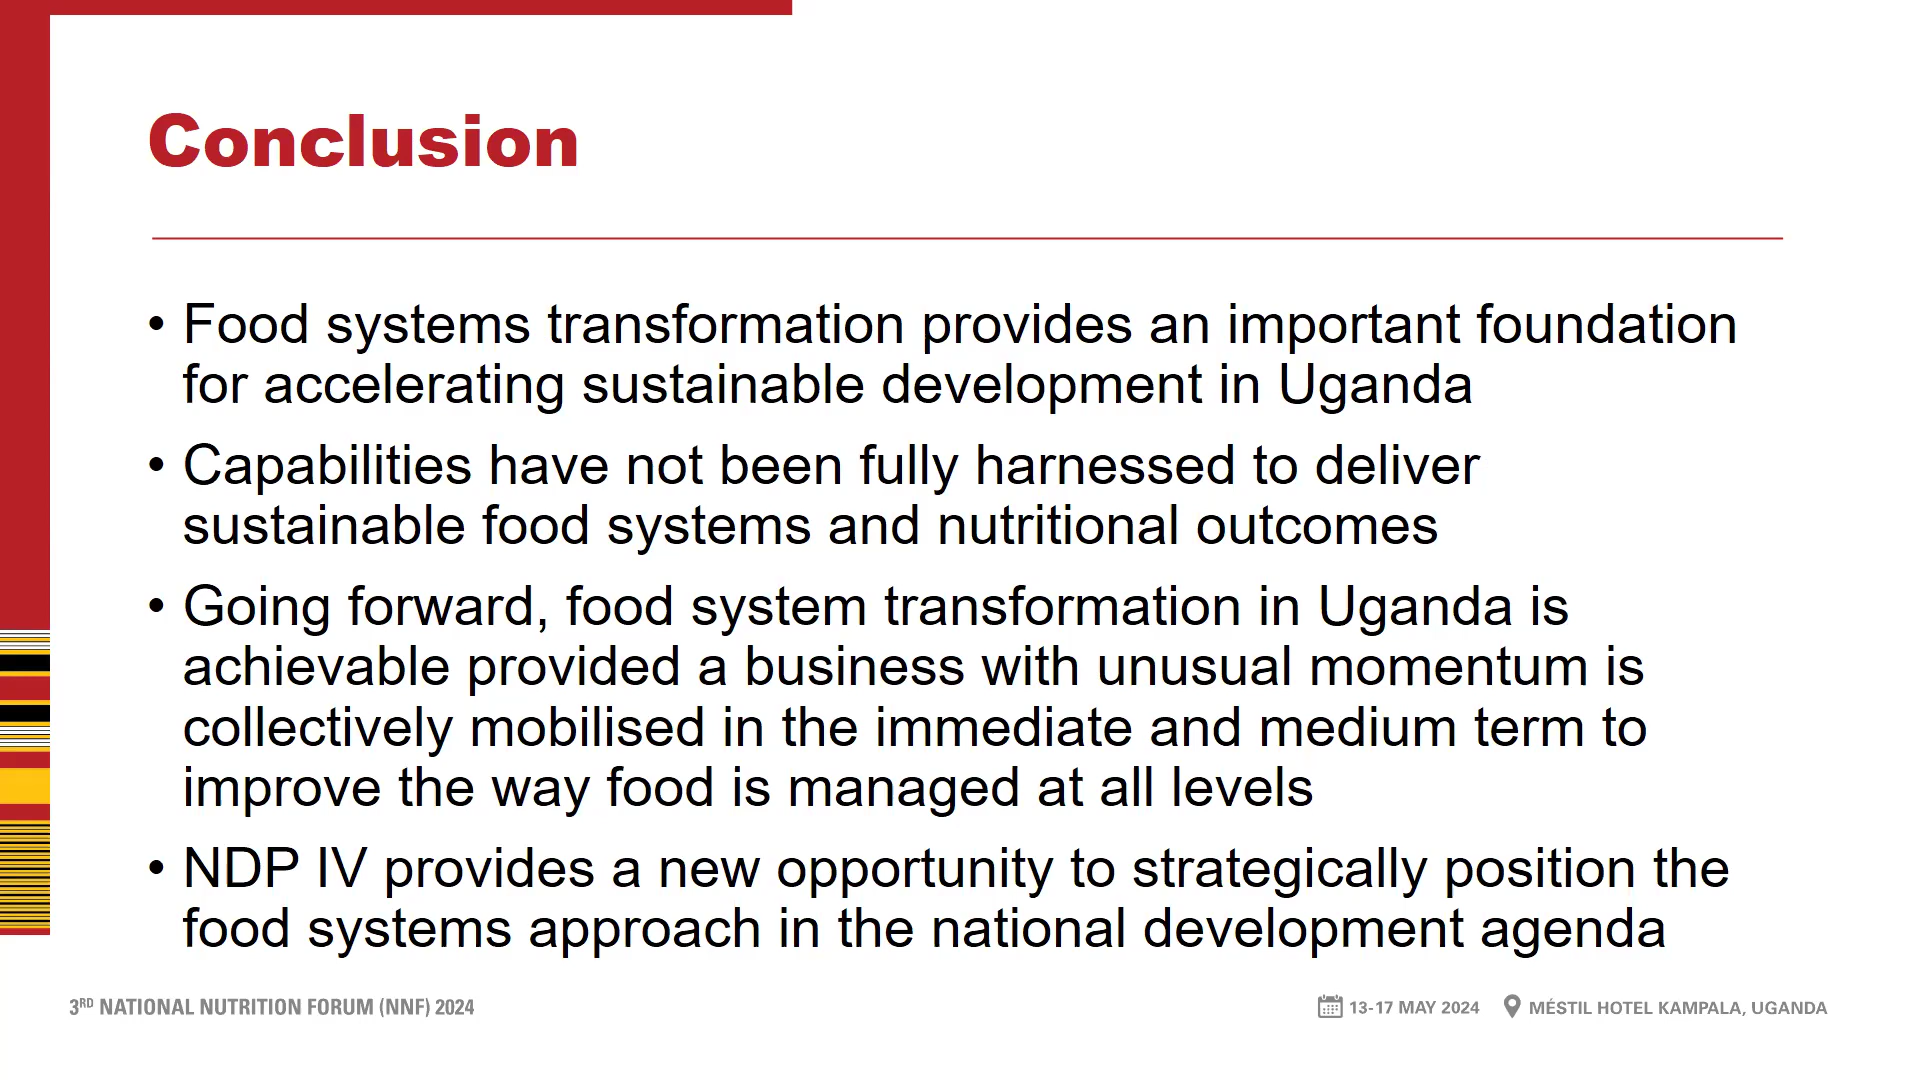 Conclusion
• Food systems transformation provides an important foundation
for accelerating sustainable development in Uganda
• Capabilities have not been fully harnessed to deliver
sustainable food systems and nutritional outcomes
• Going forward, food system transformation in Uganda is
achievable provided a business with unusual momentum is
collectively mobilised in the immediate and medium term to
improve the way food is managed at all levels
• NDP IV provides a new opportunity to strategically position the
food systems approach in the national development agenda
3RD NATIONAL NUTRITION FORUM (NNF) 2024
13-17 MAY 2024
MÉSTIL HOTEL KAMPALA, UGANDA